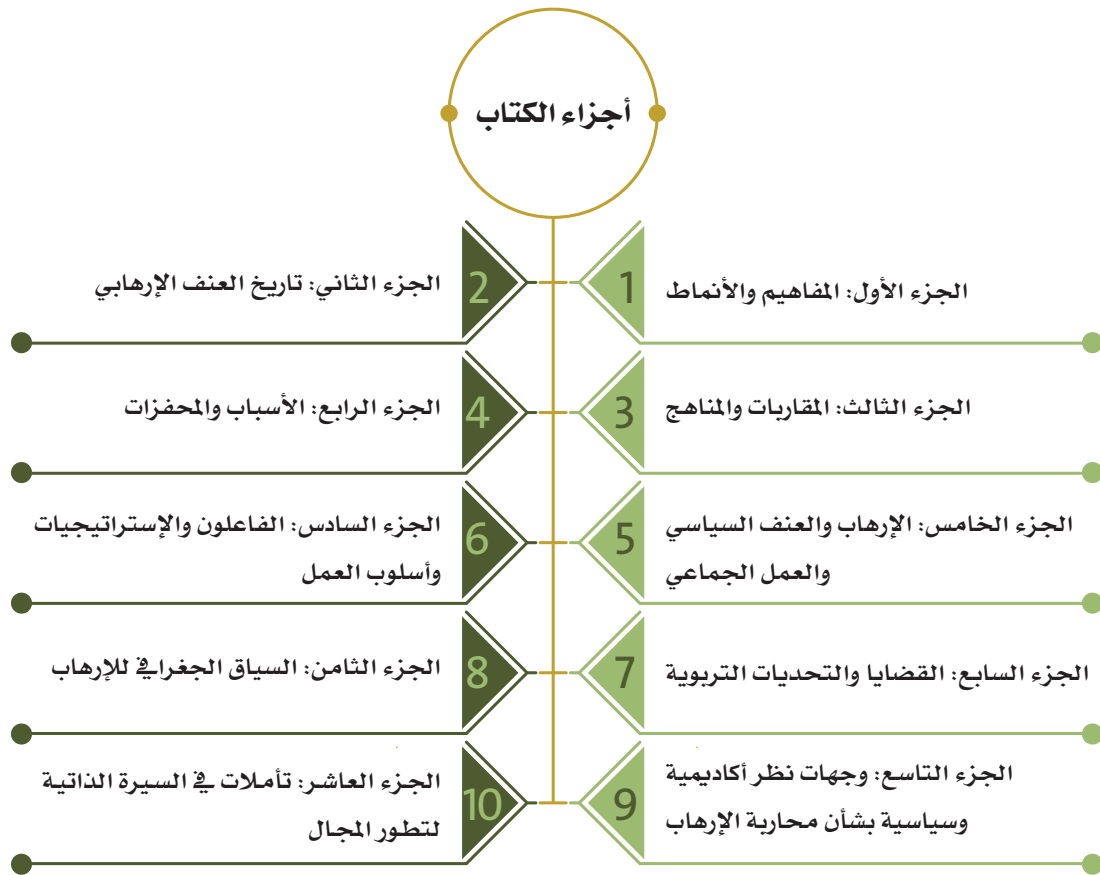 أجزاء الكتاب
1
الجزء الأول: المفاهيم والأنماط
2
الجزء الثاني: تاريخ العنف الإرهابي
3
الجزء الثالث: المقاربات والمناهج
4
الجزء الرابع: الأسباب والمحفزات
5
الجزء الخامس: الإرهاب والعنف السياسي
والعمل الجماعي
6
الجزء السادس: الفاعلون والإستراتيجيات
وأسلوب العمل
7
الجزء السابع: القضايا والتحديات التربوية
8
الجزء الثامن: السياق الجغرافي للإرهاب
9
الجزء التاسع: وجهات نظر أكاديمية
وسياسية بشأن محاربة الإرهاب
10
الجزء العاشر: تأملات في السيرة الذاتية
لتطور المجال